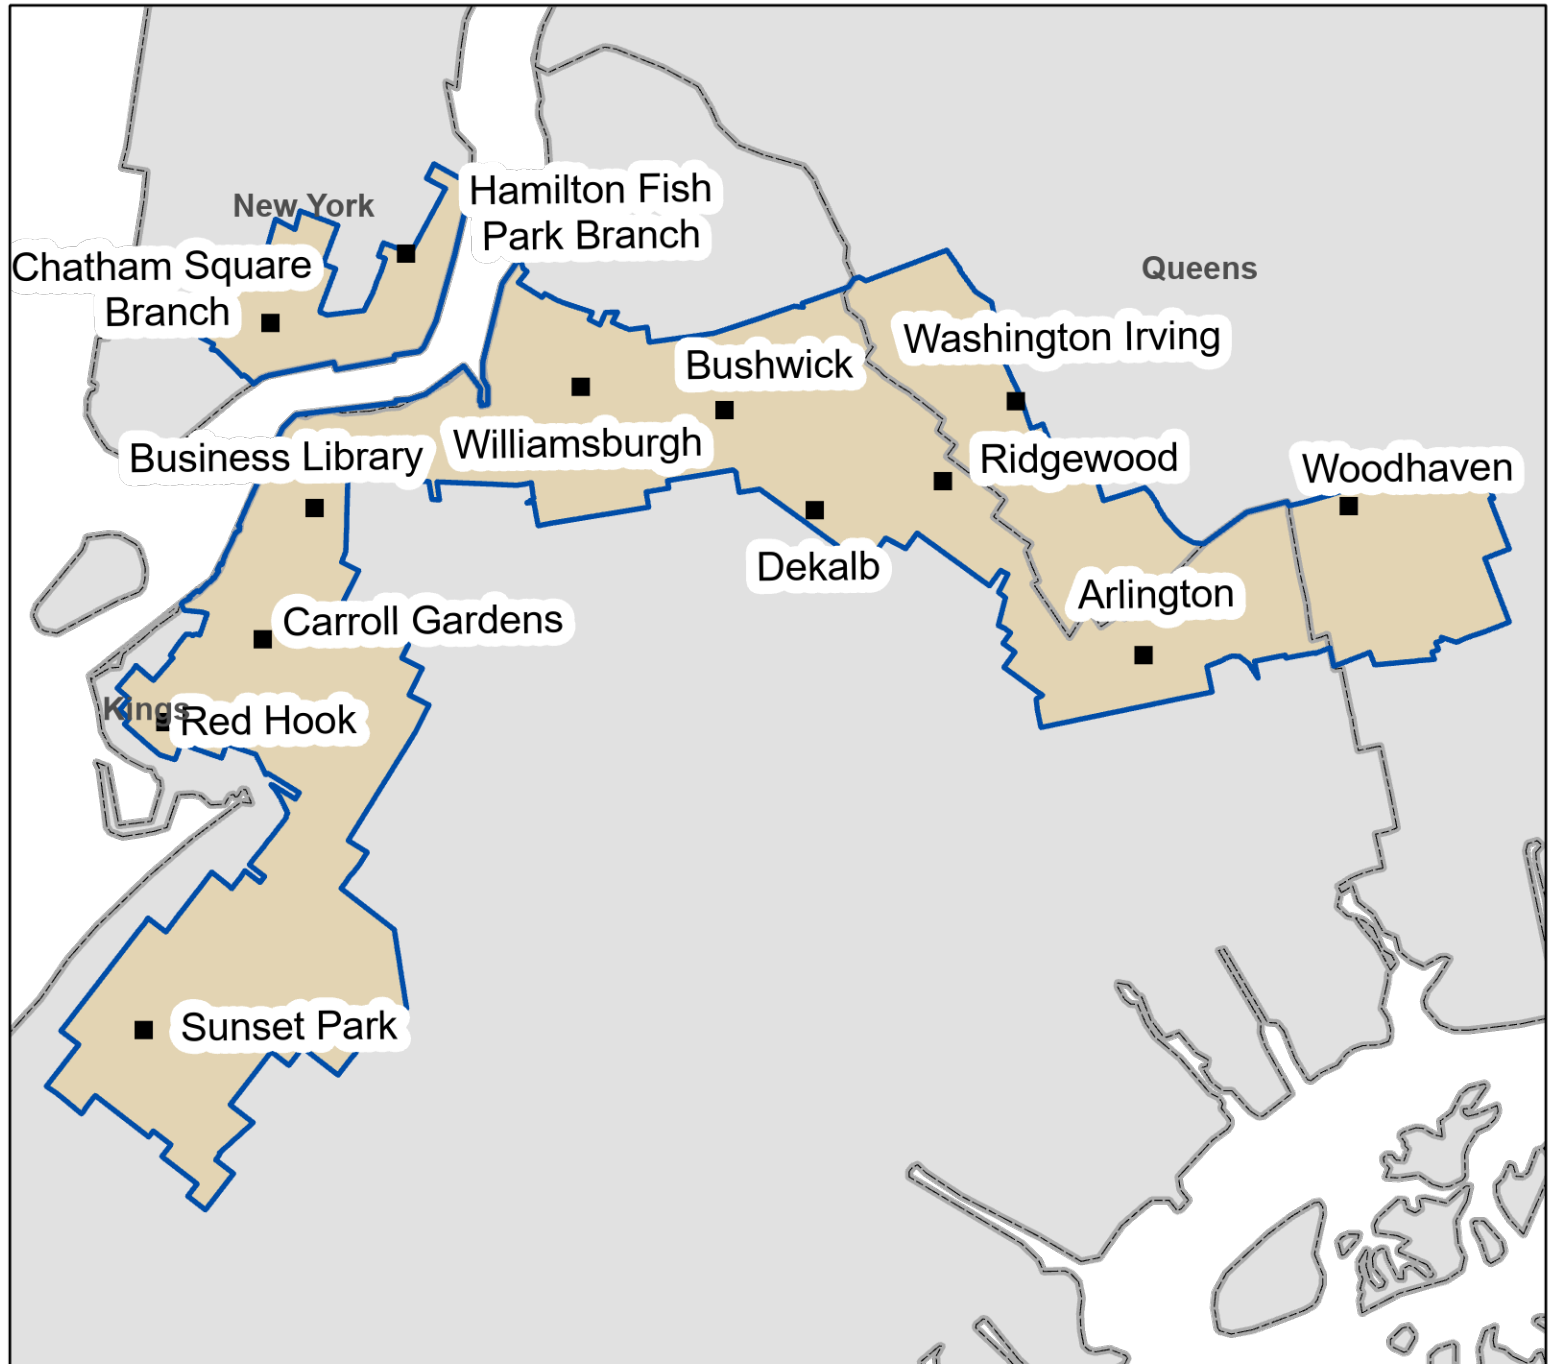 Hamilton Fish
Park Branch
New York
Chatham Square
Branch
Queens
Washington Irving
Bushwick
Williamsburgh
Business Library
Ridgewood
Woodhaven
Dekalb
Arlington
Carroll Gardens
Kings
Red Hook
Sunset Park